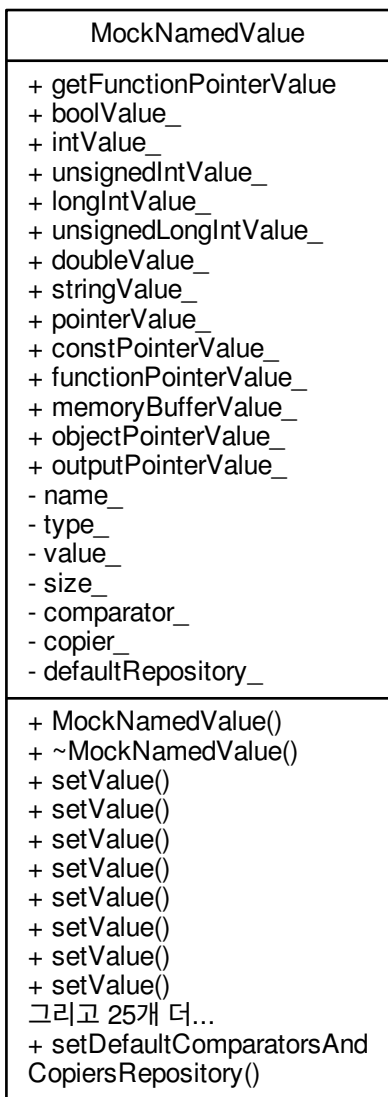 MockNamedValue
+ getFunctionPointerValue
+ boolValue_
+ intValue_
+ unsignedIntValue_
+ longIntValue_
+ unsignedLongIntValue_
+ doubleValue_
+ stringValue_
+ pointerValue_
+ constPointerValue_
+ functionPointerValue_
+ memoryBufferValue_
+ objectPointerValue_
+ outputPointerValue_
- name_
- type_
- value_
- size_
- comparator_
- copier_
- defaultRepository_
+ MockNamedValue()
+ ~MockNamedValue()
+ setValue()
+ setValue()
+ setValue()
+ setValue()
+ setValue()
+ setValue()
+ setValue()
+ setValue()
그리고 25개 더...
+ setDefaultComparatorsAnd
CopiersRepository()